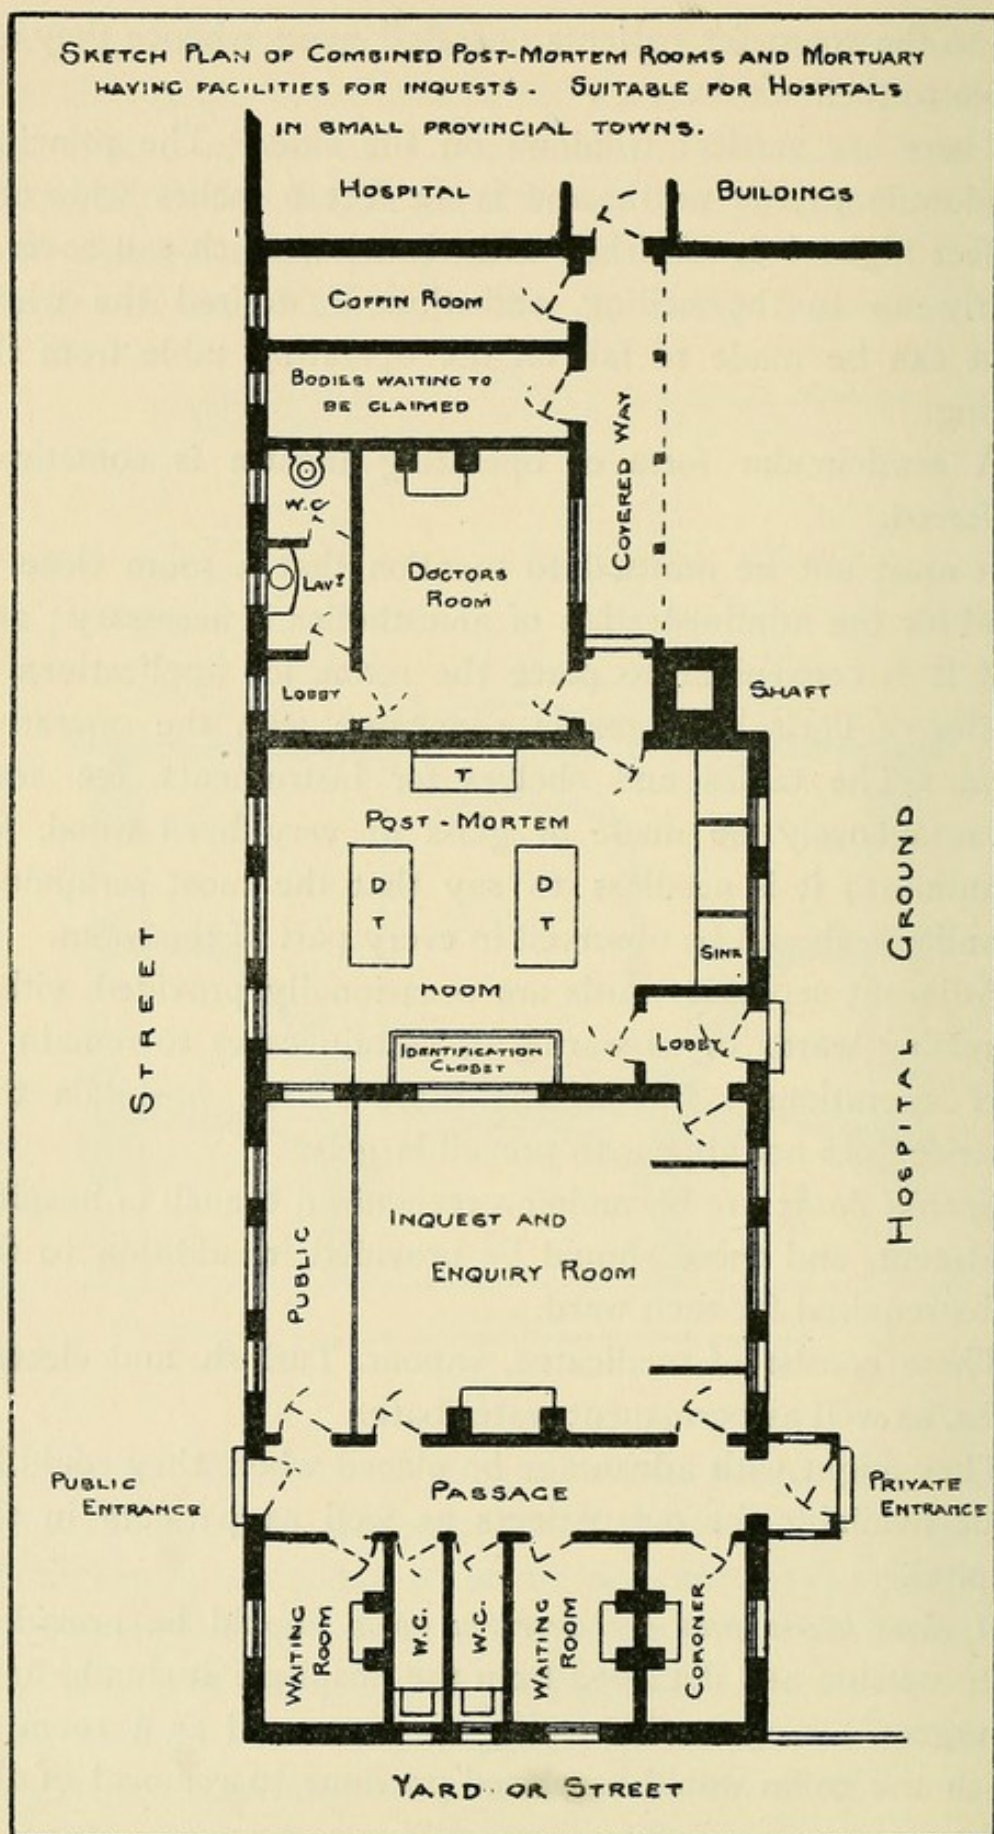 SKETCH PLAN OF COMBINED POST-MORTEM ROOMS AND MORTUARY
HAVING FACILITIES FOR INQUESTS. SUITABLE FOR HOSPITALS
IN SMALL PROVINCIAL TOWNS.
HOSPITAL BUILDINGS
COFFIN ROOM
BODIES WAITING TO
BE CLAIMED
COVERED WAY
W.C
LAVY
DOCTORS
ROOM
LOBBY
SHAFT
T
POST-MORTEM
D
T
D
T
SINK
ROOM
IDENTIFICATION
CLOSET
LOBBY
STREET
HOSPITAL GROUND
PUBLIC
INQUEST AND
ENQUIRY ROOM
PUBLIC
ENTRANCE
PASSAGE
PRIVATE
ENTRANCE
WAITING
ROOM
W.C.
W.C.
WAITING
ROOM
CORONER
YARD OR STREET